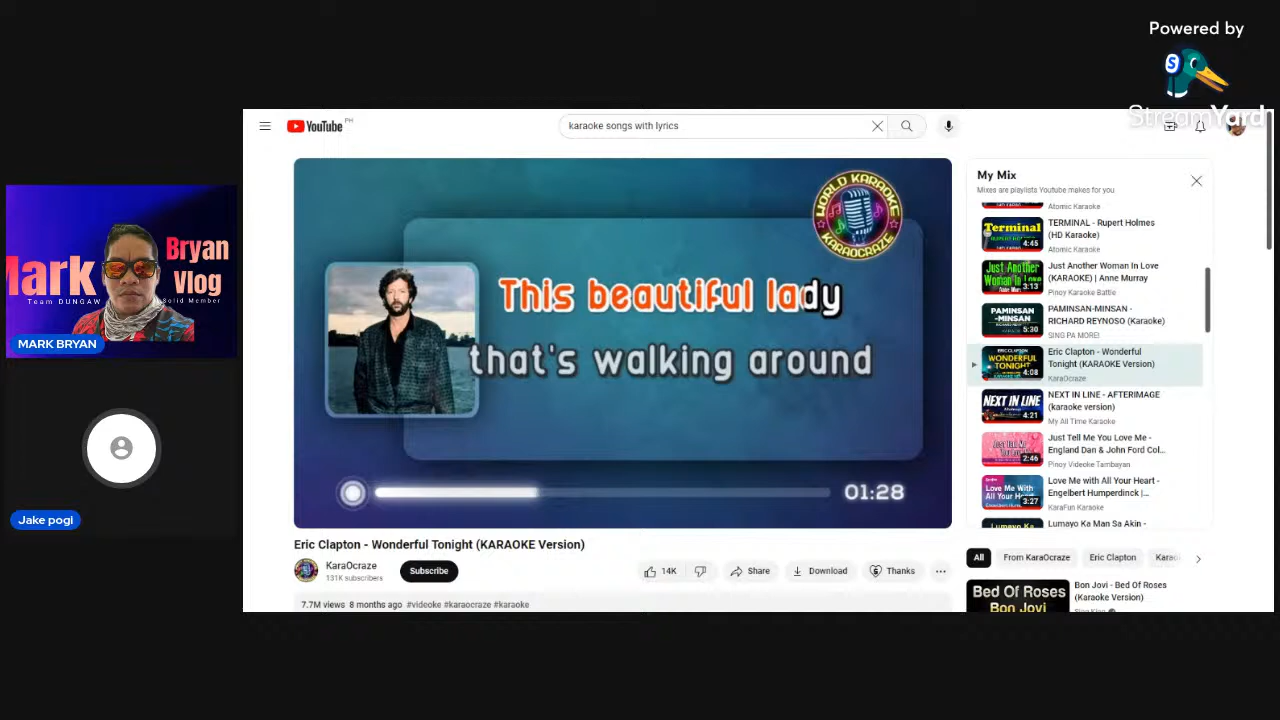 Powered by
StreamYard
YouTube PH
karaoke songs with lyrics
WORLD KARAOKE
KARAOCRAZE
This beautiful lady
that's walking around
01:28
Mark
Bryan
Vlog
Team DUNGAW
Solid Member
MARK BRYAN
Jake pogi
Eric Clapton - Wonderful Tonight (KARAOKE Version)
KaraOcraze
131K subscribers
Subscribe
14K
Share
Download
Thanks
7.7M views 8 months ago #videoke #karaocraze #karaoke
My Mix
Mixes are playlists Youtube makes for you
Atomic Karaoke
Terminal
4:45
TERMINAL - Rupert Holmes
(HD Karaoke)
Atomic Karaoke
Just Another
Woman In Love
3:13
Just Another Woman In Love
(KARAOKE) | Anne Murray
Pinoy Karaoke Battle
PAMINSAN
-MINSAN
5:30
PAMINSAN-MINSAN -
RICHARD REYNOSO (Karaoke)
SING PA MORE!
ERIC CLAPTON
WONDERFUL
TONIGHT
4:08
Eric Clapton - Wonderful
Tonight (KARAOKE Version)
KaraOcraze
NEXT IN LINE
4:21
NEXT IN LINE - AFTERIMAGE
(karaoke version)
My All Time Karaoke
2:46
Just Tell Me You Love Me -
England Dan & John Ford Col...
Pinoy Videoke Tambayan
Love Me With
All Your Heart
3:27
Love Me with All Your Heart -
Engelbert Humperdinck |...
KaraFun Karaoke
Lumayo Ka
Lumayo Ka Man Sa Akin -
All
From KaraOcraze
Eric Clapton
Karao
Bed Of Roses
Bon Jovi
Bon Jovi - Bed Of Roses
(Karaoke Version)
Sing King